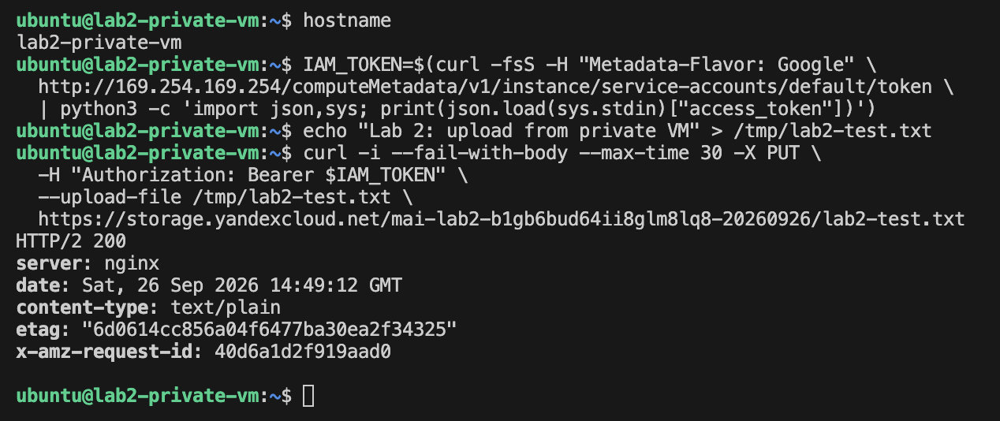 ubuntu@lab2-private-vm:~$ hostname
lab2-private-vm
ubuntu@lab2-private-vm:~$ IAM_TOKEN=$(curl -fsS -H "Metadata-Flavor: Google" \
  http://169.254.169.254/computeMetadata/v1/instance/service-accounts/default/token \
  | python3 -c 'import json,sys; print(json.load(sys.stdin)["access_token"])')
ubuntu@lab2-private-vm:~$ echo "Lab 2: upload from private VM" > /tmp/lab2-test.txt
ubuntu@lab2-private-vm:~$ curl -i --fail-with-body --max-time 30 -X PUT \
  -H "Authorization: Bearer $IAM_TOKEN" \
  --upload-file /tmp/lab2-test.txt \
  https://storage.yandexcloud.net/mai-lab2-b1gb6bud64ii8glm8lq8-20260926/lab2-test.txt
HTTP/2 200
server: nginx
date: Sat, 26 Sep 2026 14:49:12 GMT
content-type: text/plain
etag: "6d0614cc856a04f6477ba30ea2f34325"
x-amz-request-id: 40d6a1d2f919aad0
ubuntu@lab2-private-vm:~$